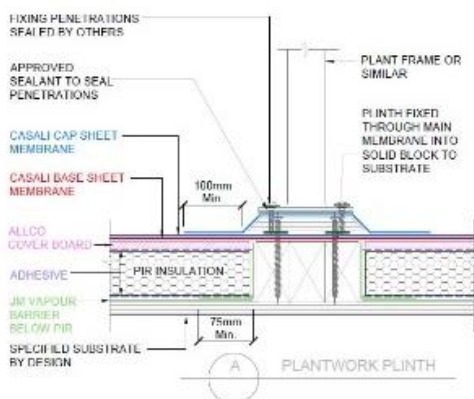 FIXING PENETRATIONS
SEALED BY OTHERS
APPROVED
SEALANT TO SEAL
PENETRATIONS
CASALI CAP SHEET
MEMBRANE
CASALI BASE SHEET
MEMBRANE
ALLCO
COVER BOARD
ADHESIVE
JM VAPOUR
BARRIER
BELOW PIR
SPECIFIED SUBSTRATE
BY DESIGN
100mm
Min.
PIR INSULATION
75mm
Min.
PLANT FRAME OR
SIMILAR
PLINTH FIXED
THROUGH MAIN
MEMBRANE INTO
SOLID BLOCK TO
SUBSTRATE
A
PLANTWORK PLINTH